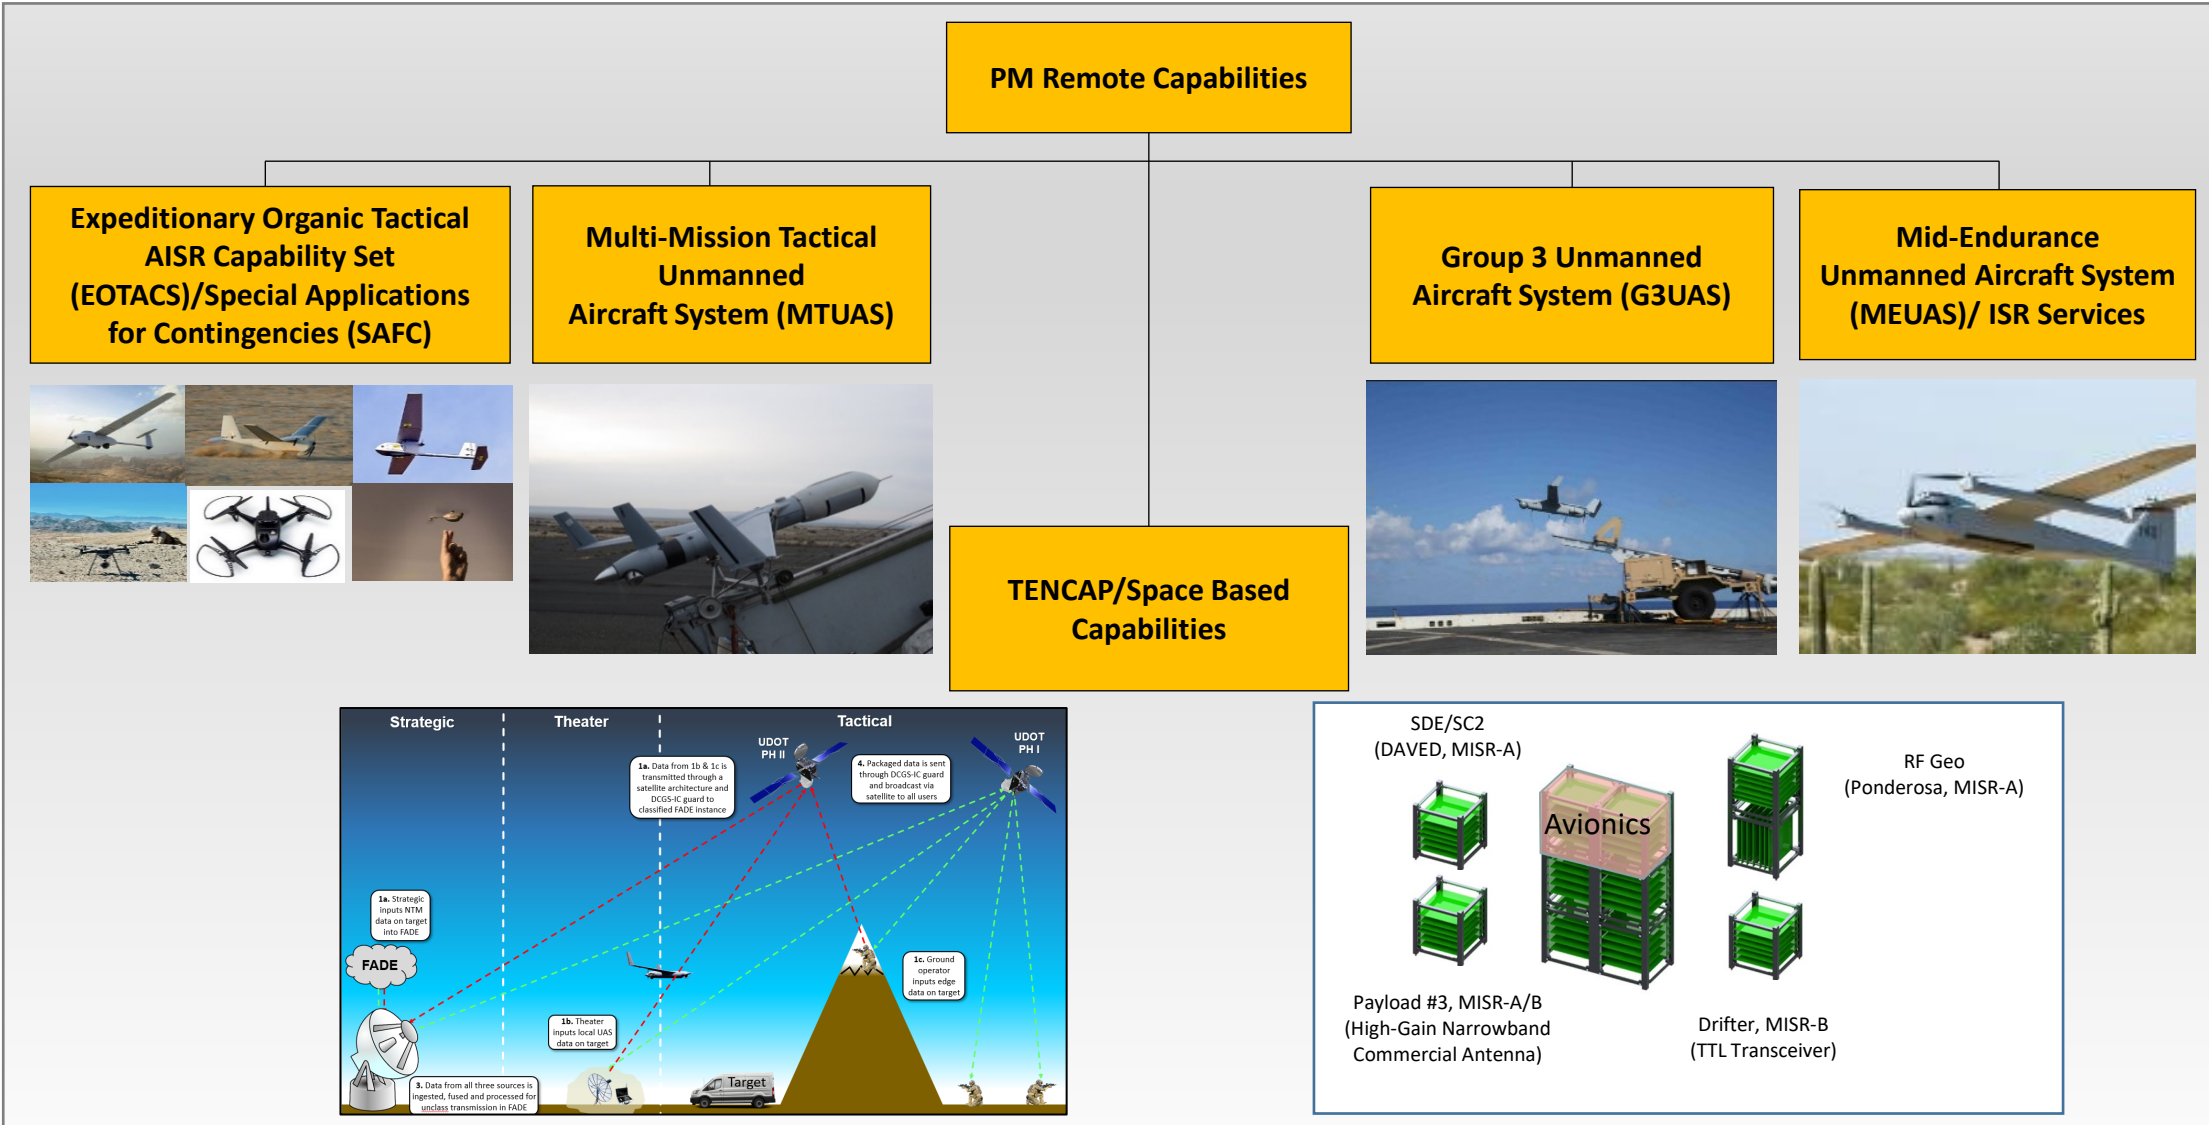 PM Remote Capabilities
Expeditionary Organic Tactical
AISR Capability Set
(EOTACS)/Special Applications
for Contingencies (SAFC)
Multi-Mission Tactical
Unmanned
Aircraft System (MTUAS)
Group 3 Unmanned
Aircraft System (G3UAS)
Mid-Endurance
Unmanned Aircraft System
(MEUAS)/ ISR Services
TENCAP/Space Based
Capabilities
Strategic
Theater
Tactical
UDOT
PH II
UDOT
PH I
1a. Data from 1b & 1c is
transmitted through a
satellite architecture and
DCGS-IC guard to
classified FADE instance
4. Packaged data is sent
through DCGS-IC guard
and broadcast via
satellite to all users
1a. Strategic
inputs NTM
data on target
into FADE
FADE
1c. Ground
operator
inputs edge
data on target
1b. Theater
inputs local UAS
data on target
3. Data from all three sources is
ingested, fused and processed for
unclass transmission in FADE
Target
SDE/SC2
(DAVED, MISR-A)
Avionics
RF Geo
(Ponderosa, MISR-A)
Payload #3, MISR-A/B
(High-Gain Narrowband
Commercial Antenna)
Drifter, MISR-B
(TTL Transceiver)